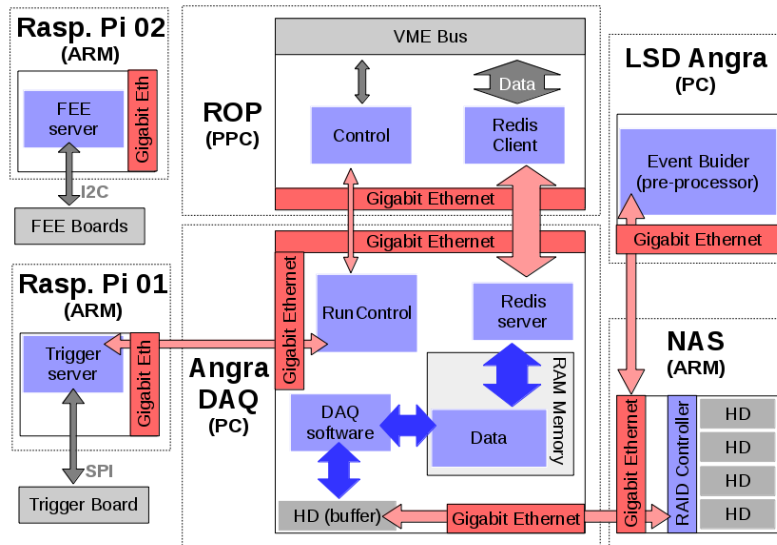 Rasp. Pi 02
(ARM)
FEE
server
Gigabit Eth
I2C
FEE Boards
Rasp. Pi 01
(ARM)
Trigger
server
Gigabit Eth
SPI
Trigger Board
VME Bus
ROP
(PPC)
Data
Control
Redis
Client
Gigabit Ethernet
Gigabit Ethernet
Gigabit Ethernet
Run Control
Redis
server
Angra
DAQ
(PC)
DAQ
software
Data
RAM Memory
HD (buffer)
Gigabit Ethernet
LSD Angra
(PC)
Event Buider
(pre-processor)
Gigabit Ethernet
NAS
(ARM)
Gigabit Ethernet
RAID Controller
HD
HD
HD
HD